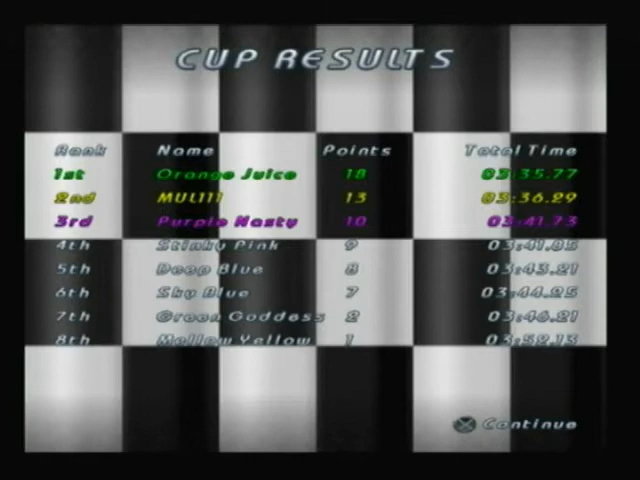 CUP RESULTS
Rank Name Points Total Time
1st Orange Juice 18 03:35.77
2nd MUL111 13 03:36.29
3rd Purple Nasty 10 03:41.73
4th Stinky Pink 9 03:41.85
5th Deep Blue 8 03:43.21
6th Sky Blue 7 03:44.25
7th Green Goddess 2 03:46.21
8th Mellow Yellow 1 03:52.13
Continue